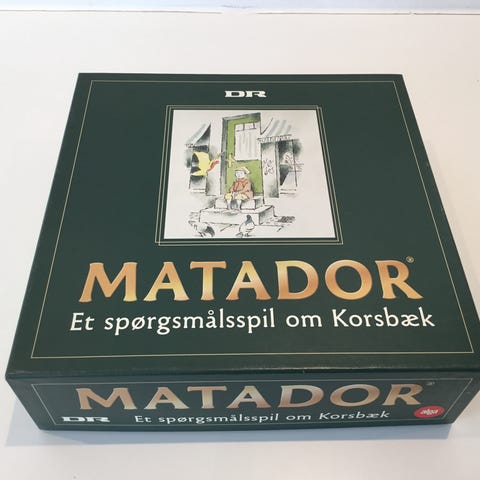 DR
MATADOR®
Et spørgsmålsspil om Korsbæk
MATADOR®
DR Et spørgsmålsspil om Korsbæk alga